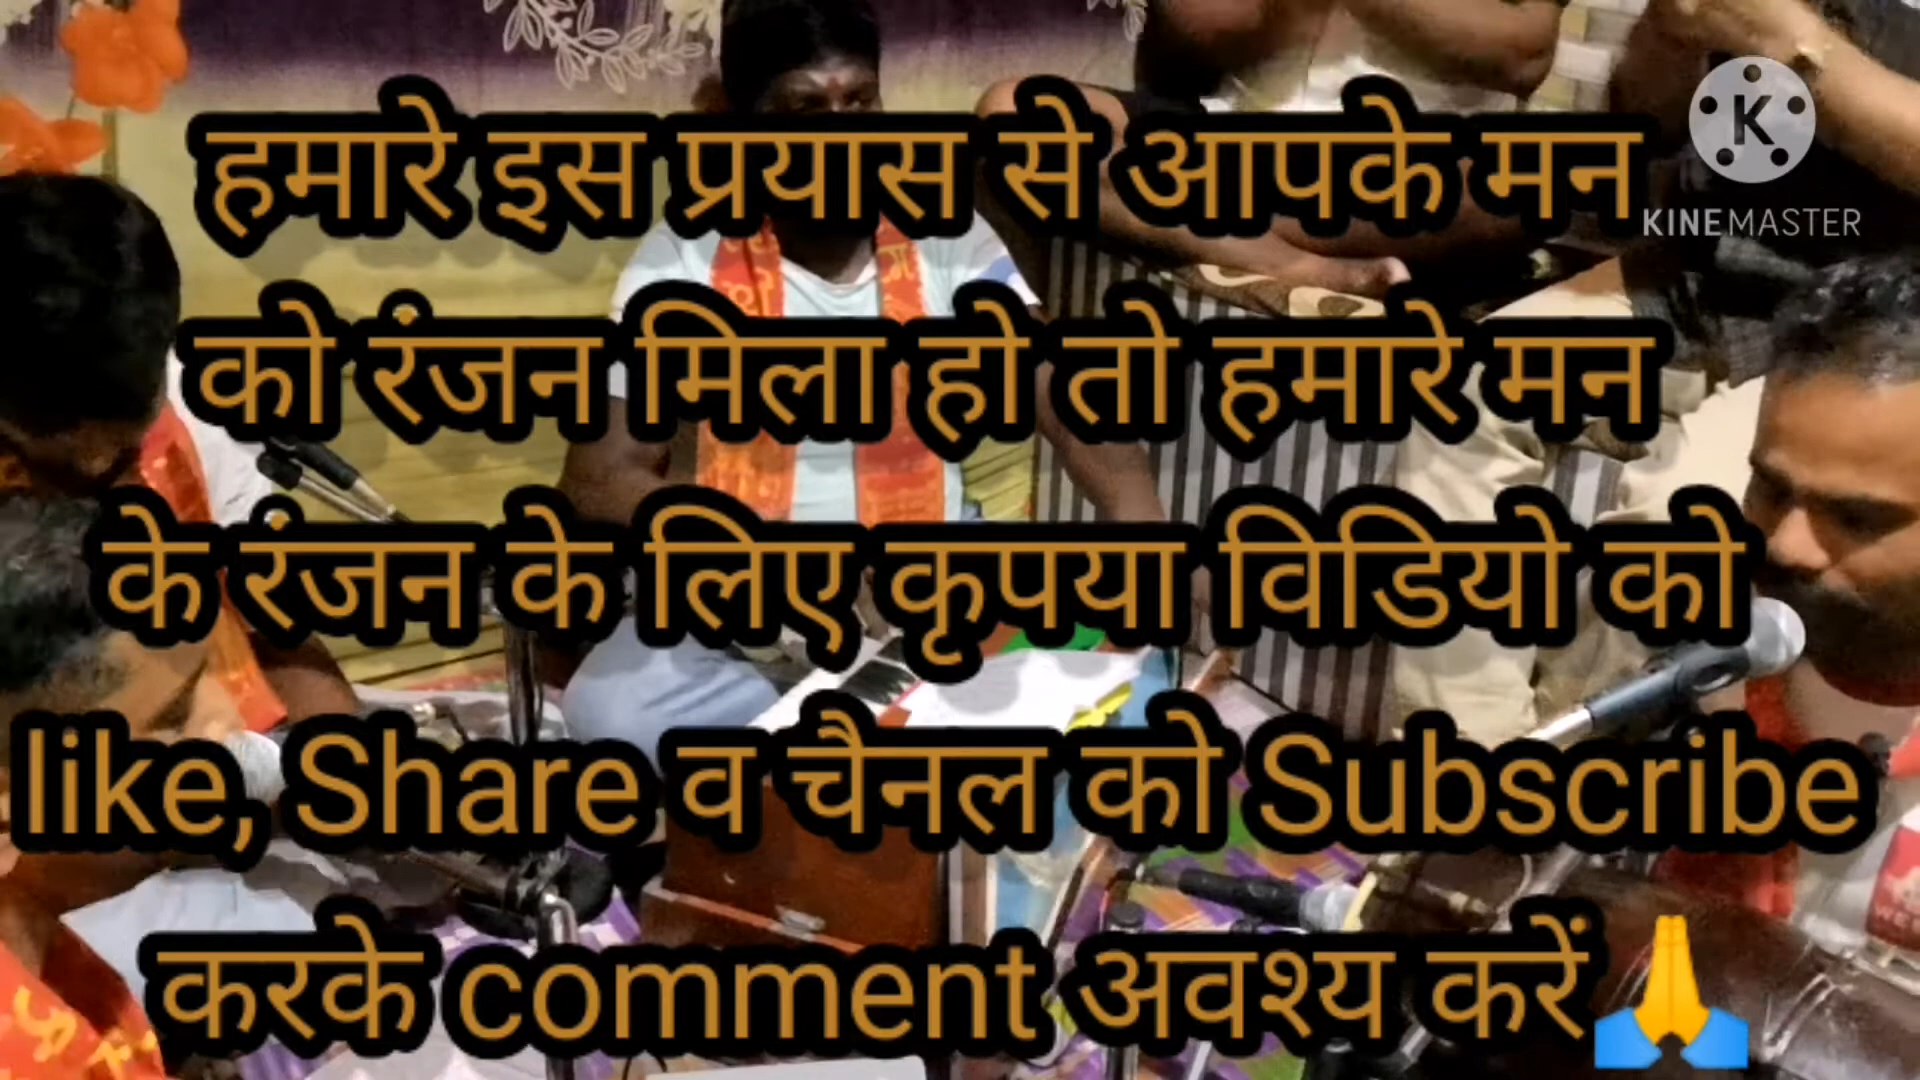 हमारे इस प्रयास से आपके मन
KINEMASTER
को रंजन मिला हो तो हमारे मन
के रंजन के लिए कृपया विडियो को
like, Share व चैनल को Subscribe
करके comment अवश्य करें🙏